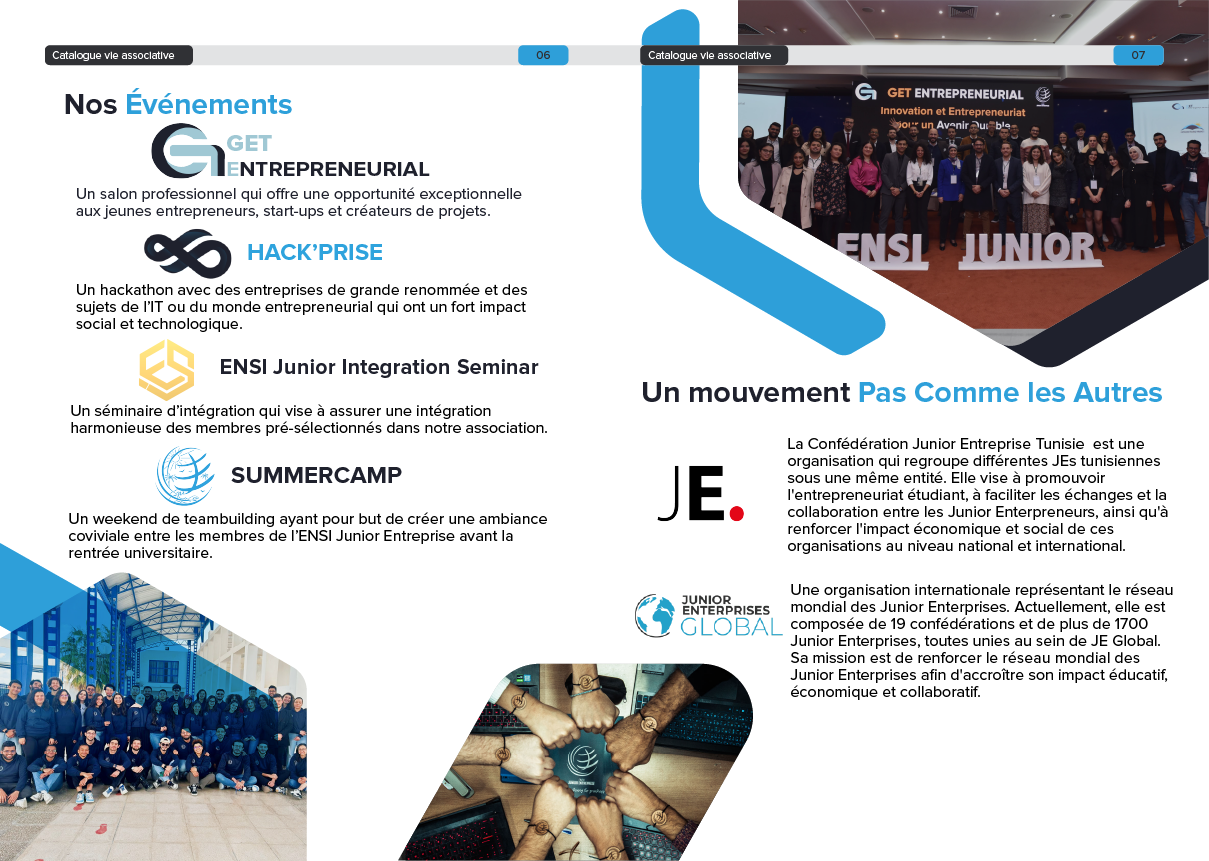 Catalogue vie associative
06
Nos Événements
GET
ENTREPRENEURIAL
Un salon professionnel qui offre une opportunité exceptionnelle
aux jeunes entrepreneurs, start-ups et créateurs de projets.
HACK’PRISE
Un hackathon avec des entreprises de grande renommée et des
sujets de l’IT ou du monde entrepreneurial qui ont un fort impact
social et technologique.
ENSI Junior Integration Seminar
Un séminaire d’intégration qui vise à assurer une intégration
harmonieuse des membres pré-sélectionnés dans notre association.
SUMMERCAMP
Un weekend de teambuilding ayant pour but de créer une ambiance
coviviale entre les membres de l’ENSI Junior Entreprise avant la
rentrée universitaire.
Catalogue vie associative
07
GET ENTREPRENEURIAL
Innovation et Entrepreneuriat
pour un Avenir Durable
ENSI JUNIOR
Un mouvement Pas Comme les Autres
JE.
La Confédération Junior Entreprise Tunisie  est une
organisation qui regroupe différentes JEs tunisiennes
sous une même entité. Elle vise à promouvoir
l'entrepreneuriat étudiant, à faciliter les échanges et la
collaboration entre les Junior Enterpreneurs, ainsi qu'à
renforcer l'impact économique et social de ces
organisations au niveau national et international.
JUNIOR
ENTERPRISES
GLOBAL
Une organisation internationale représentant le réseau
mondial des Junior Enterprises. Actuellement, elle est
composée de 19 confédérations et de plus de 1700
Junior Enterprises, toutes unies au sein de JE Global.
Sa mission est de renforcer le réseau mondial des
Junior Enterprises afin d'accroître son impact éducatif,
économique et collaboratif.